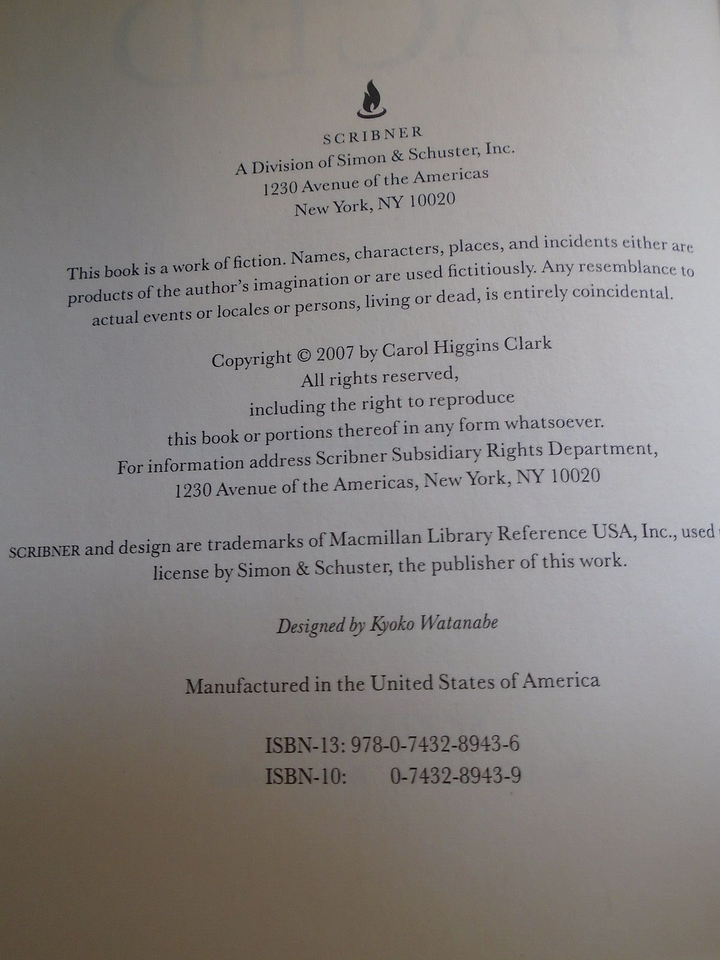 SCRIBNER
A Division of Simon & Schuster, Inc.
1230 Avenue of the Americas
New York, NY 10020
This book is a work of fiction. Names, characters, places, and incidents either are
products of the author's imagination or are used fictitiously. Any resemblance to
actual events or locales or persons, living or dead, is entirely coincidental.
Copyright © 2007 by Carol Higgins Clark
All rights reserved,
including the right to reproduce
this book or portions thereof in any form whatsoever.
For information address Scribner Subsidiary Rights Department,
1230 Avenue of the Americas, New York, NY 10020
SCRIBNER and design are trademarks of Macmillan Library Reference USA, Inc., used
license by Simon & Schuster, the publisher of this work.
Designed by Kyoko Watanabe
Manufactured in the United States of America
ISBN-13: 978-0-7432-8943-6
ISBN-10: 0-7432-8943-9